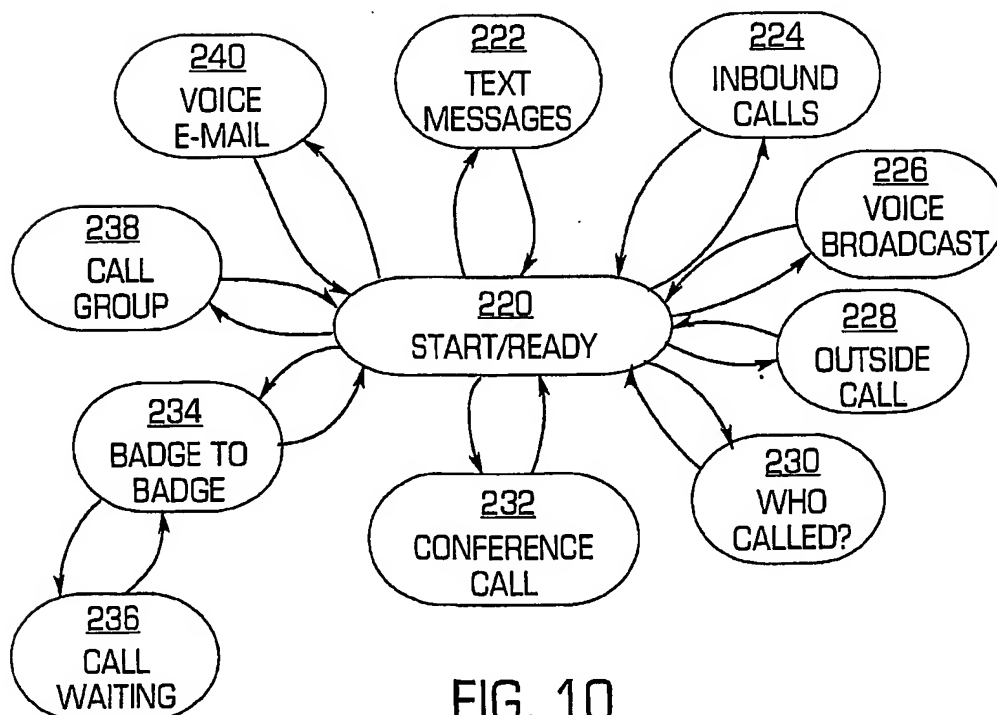 240
VOICE
E-MAIL
222
TEXT
MESSAGES
224
INBOUND
CALLS
226
VOICE
BROADCAST
238
CALL
GROUP
220
START/READY
228
OUTSIDE
CALL
234
BADGE TO
BADGE
232
CONFERENCE
CALL
230
WHO
CALLED?
236
CALL
WAITING
FIG. 10